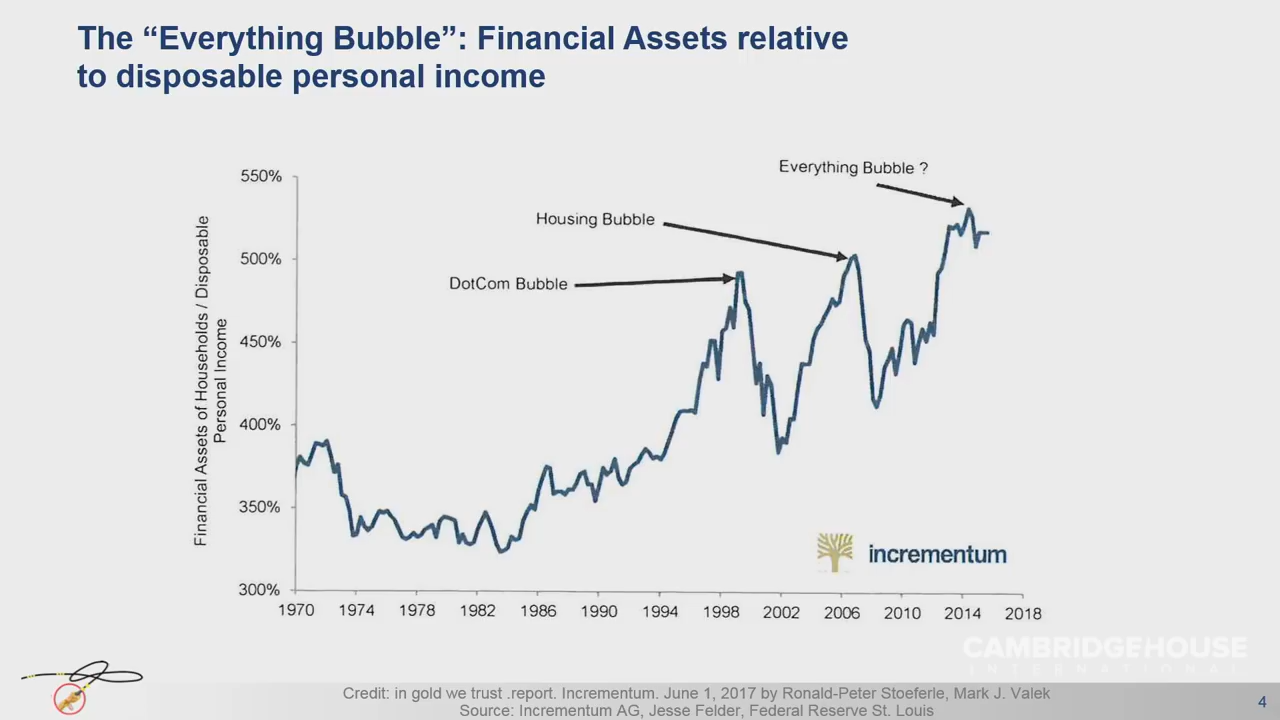 The “Everything Bubble”: Financial Assets relative
to disposable personal income
Everything Bubble ?
Housing Bubble
DotCom Bubble
Financial Assets of Households / Disposable
Personal Income
550%
500%
450%
400%
350%
300%
incrementum
1970 1974 1978 1982 1986 1990 1994 1998 2002 2006 2010 2014 2018
CAMBRIDGEHOUSE
INTERNATIONAL
Credit: in gold we trust .report. Incrementum. June 1, 2017 by Ronald-Peter Stoeferle, Mark J. Valek
Source: Incrementum AG, Jesse Felder, Federal Reserve St. Louis
4